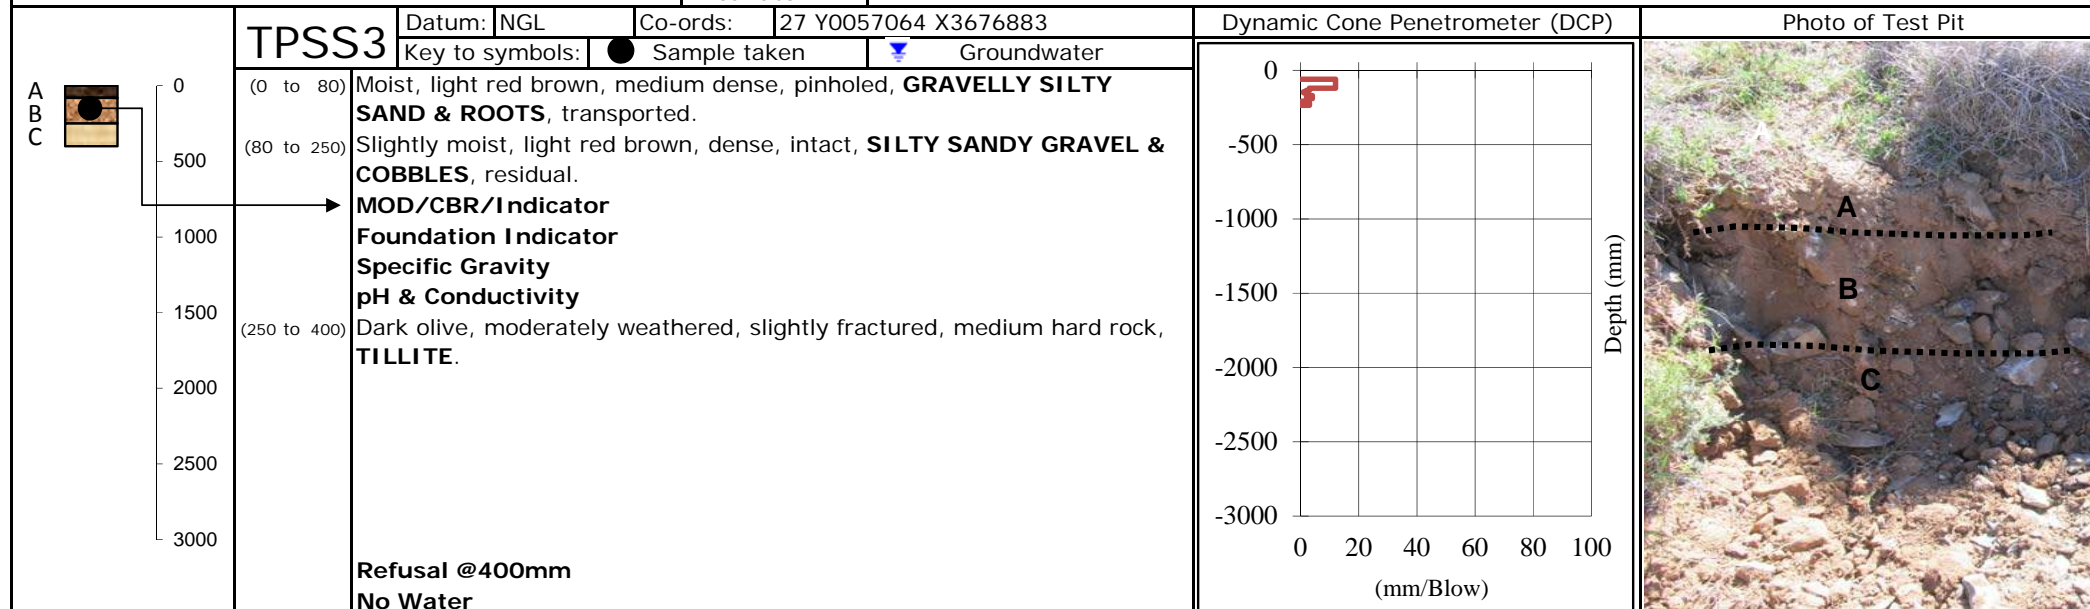 TPSS3
Datum: NGL Co-ords: 27 Y0057064 X3676883
Key to symbols: Sample taken Groundwater
Dynamic Cone Penetrometer (DCP)
Photo of Test Pit
A
B
C
0
500
1000
1500
2000
2500
3000
(0 to 80) Moist, light red brown, medium dense, pinholed, GRAVELLY SILTY
SAND & ROOTS, transported.
(80 to 250) Slightly moist, light red brown, dense, intact, SILTY SANDY GRAVEL &
COBBLES, residual.
MOD/CBR/Indicator
Foundation Indicator
Specific Gravity
pH & Conductivity
(250 to 400) Dark olive, moderately weathered, slightly fractured, medium hard rock,
TILLITE.
Refusal @400mm
No Water
0
-500
-1000
-1500
-2000
-2500
-3000
0 20 40 60 80 100
(mm/Blow)
Depth (mm)
A
A
B
C